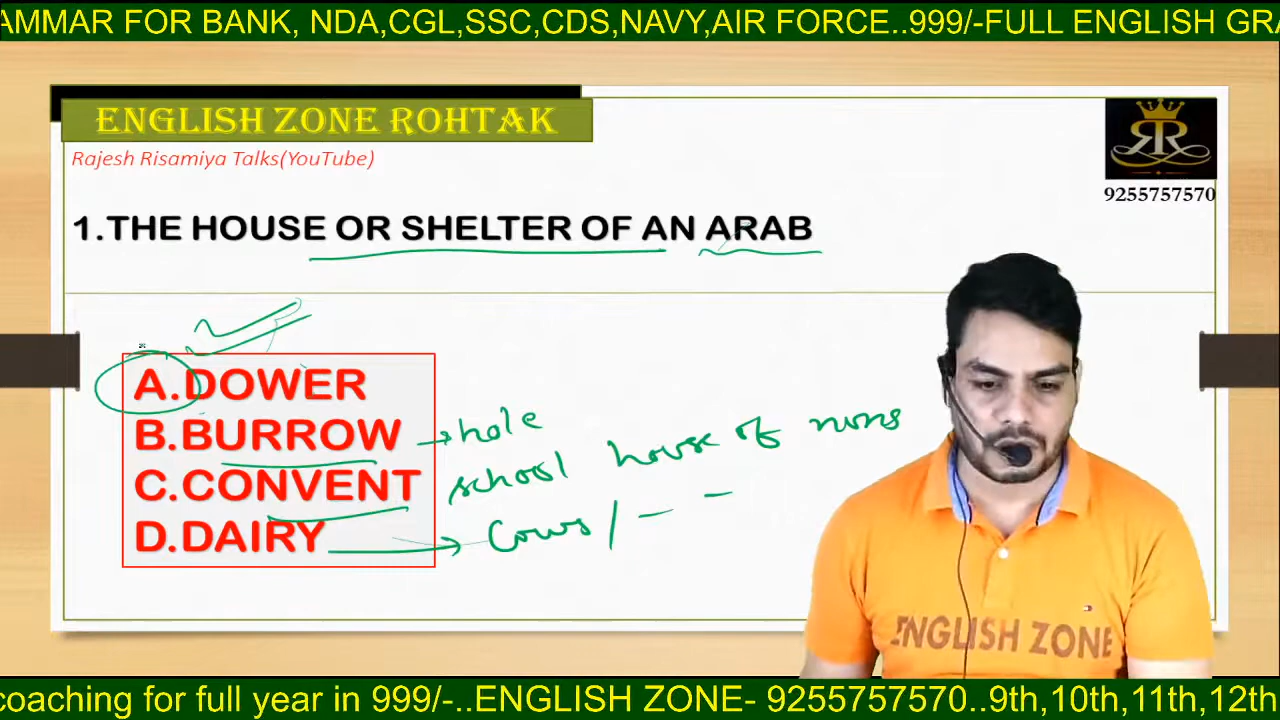 AMMAR FOR BANK, NDA,CGL,SSC,CDS,NAVY,AIR FORCE..999/-FULL ENGLISH GRA
ENGLISH ZONE ROHTAK
Rajesh Risamiya Talks(YouTube)
RR
9255757570
1.THE HOUSE OR SHELTER OF AN ARAB
A.DOWER
B.BURROW → hole
C.CONVENT school house of nuns
D.DAIRY → Cows / - -
ENGLISH ZONE
coaching for full year in 999/-..ENGLISH ZONE- 9255757570..9th,10th,11th,12th